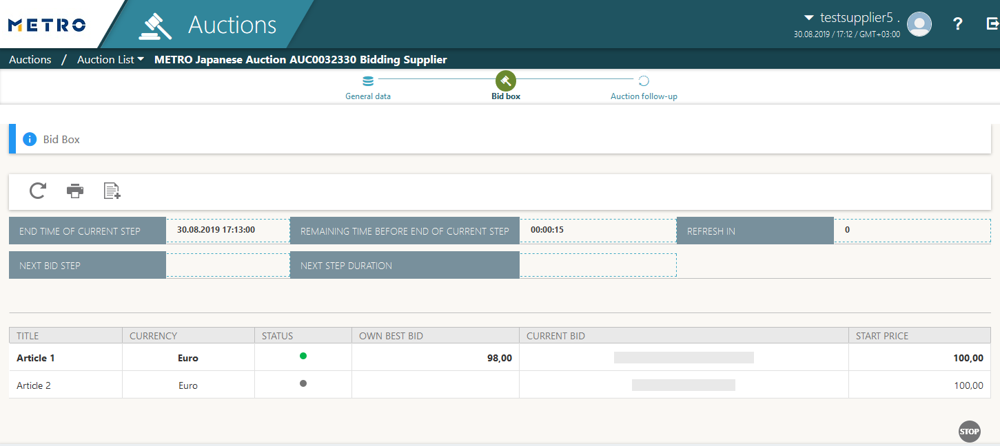 METRO
Auctions
testsupplier5 .
30.08.2019 / 17:12 / GMT+03:00
?
Auctions / Auction List METRO Japanese Auction AUC0032330 Bidding Supplier
General data
Bid box
Auction follow-up
i Bid Box
END TIME OF CURRENT STEP 30.08.2019 17:13:00 REMAINING TIME BEFORE END OF CURRENT STEP 00:00:15 REFRESH IN 0
NEXT BID STEP NEXT STEP DURATION
TITLE CURRENCY STATUS OWN BEST BID CURRENT BID START PRICE
Article 1 Euro 98,00 100,00
Article 2 Euro 100,00
STOP